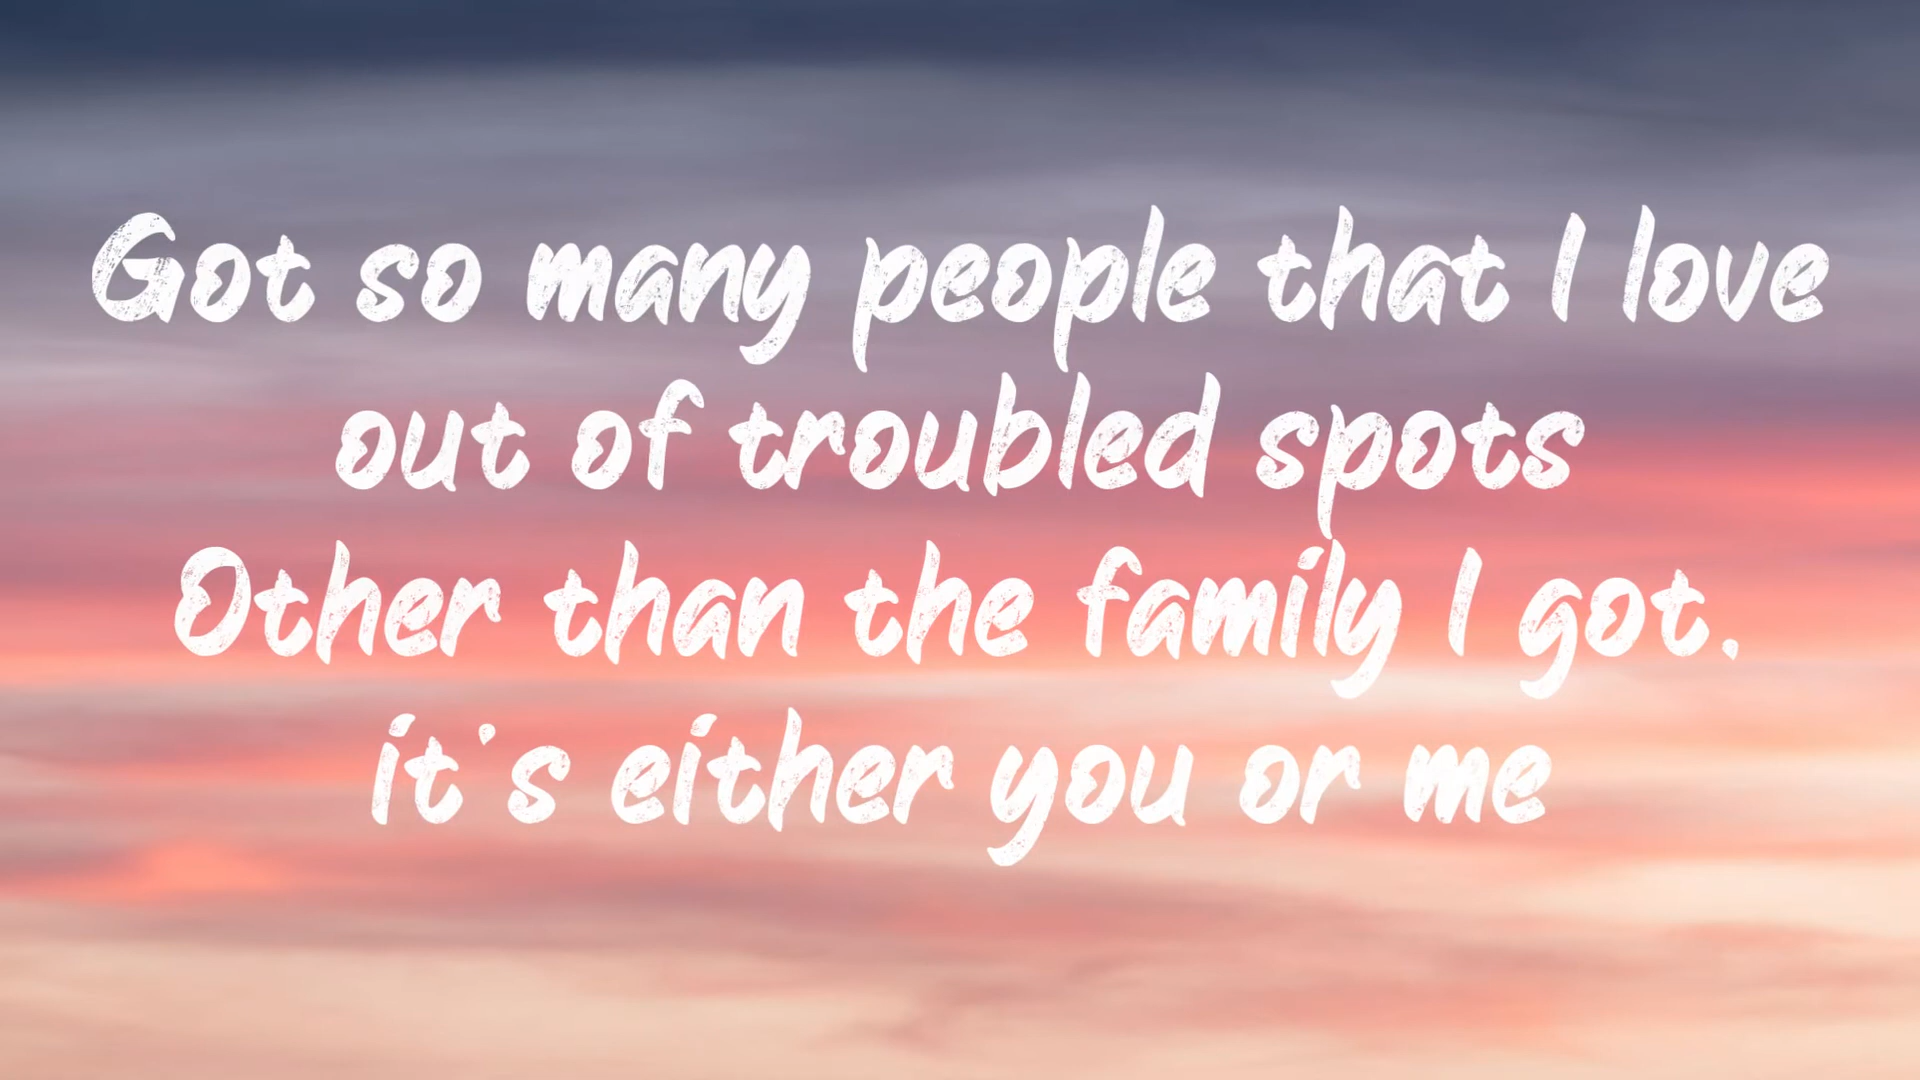 Got so many people that I love
out of troubled spots
Other than the family I got,
it's either you or me